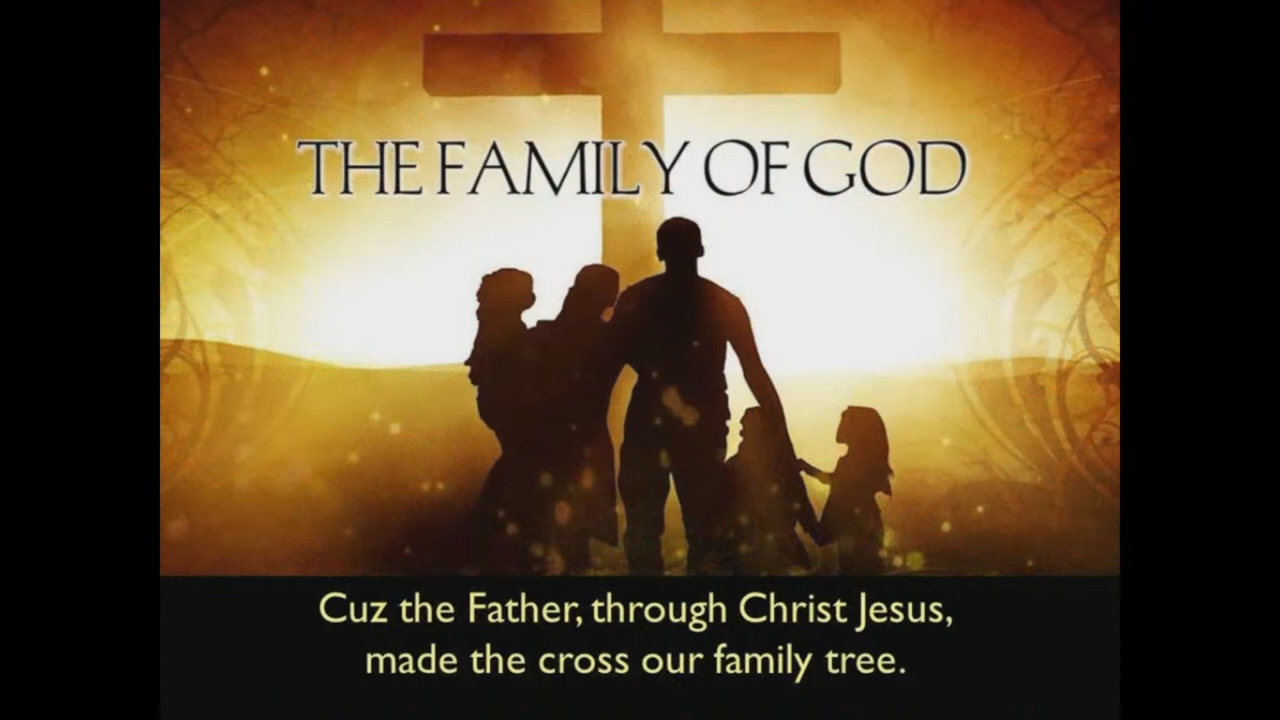 THE FAMILY OF GOD
Cuz the Father, through Christ Jesus,
made the cross our family tree.